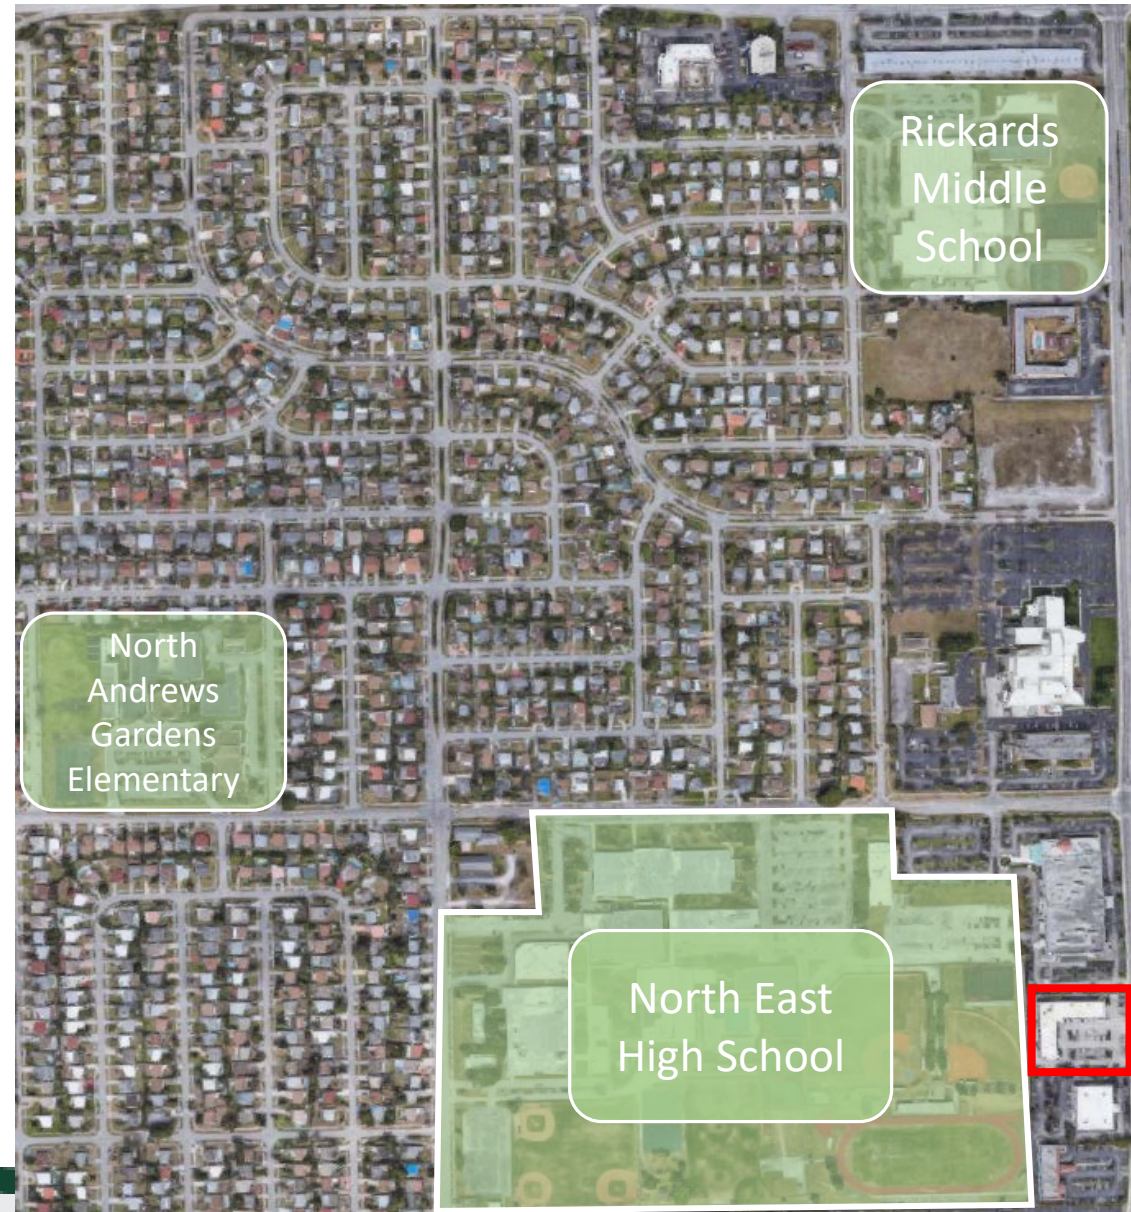 Rickards
Middle
School
North
Andrews
Gardens
Elementary
North East
High School